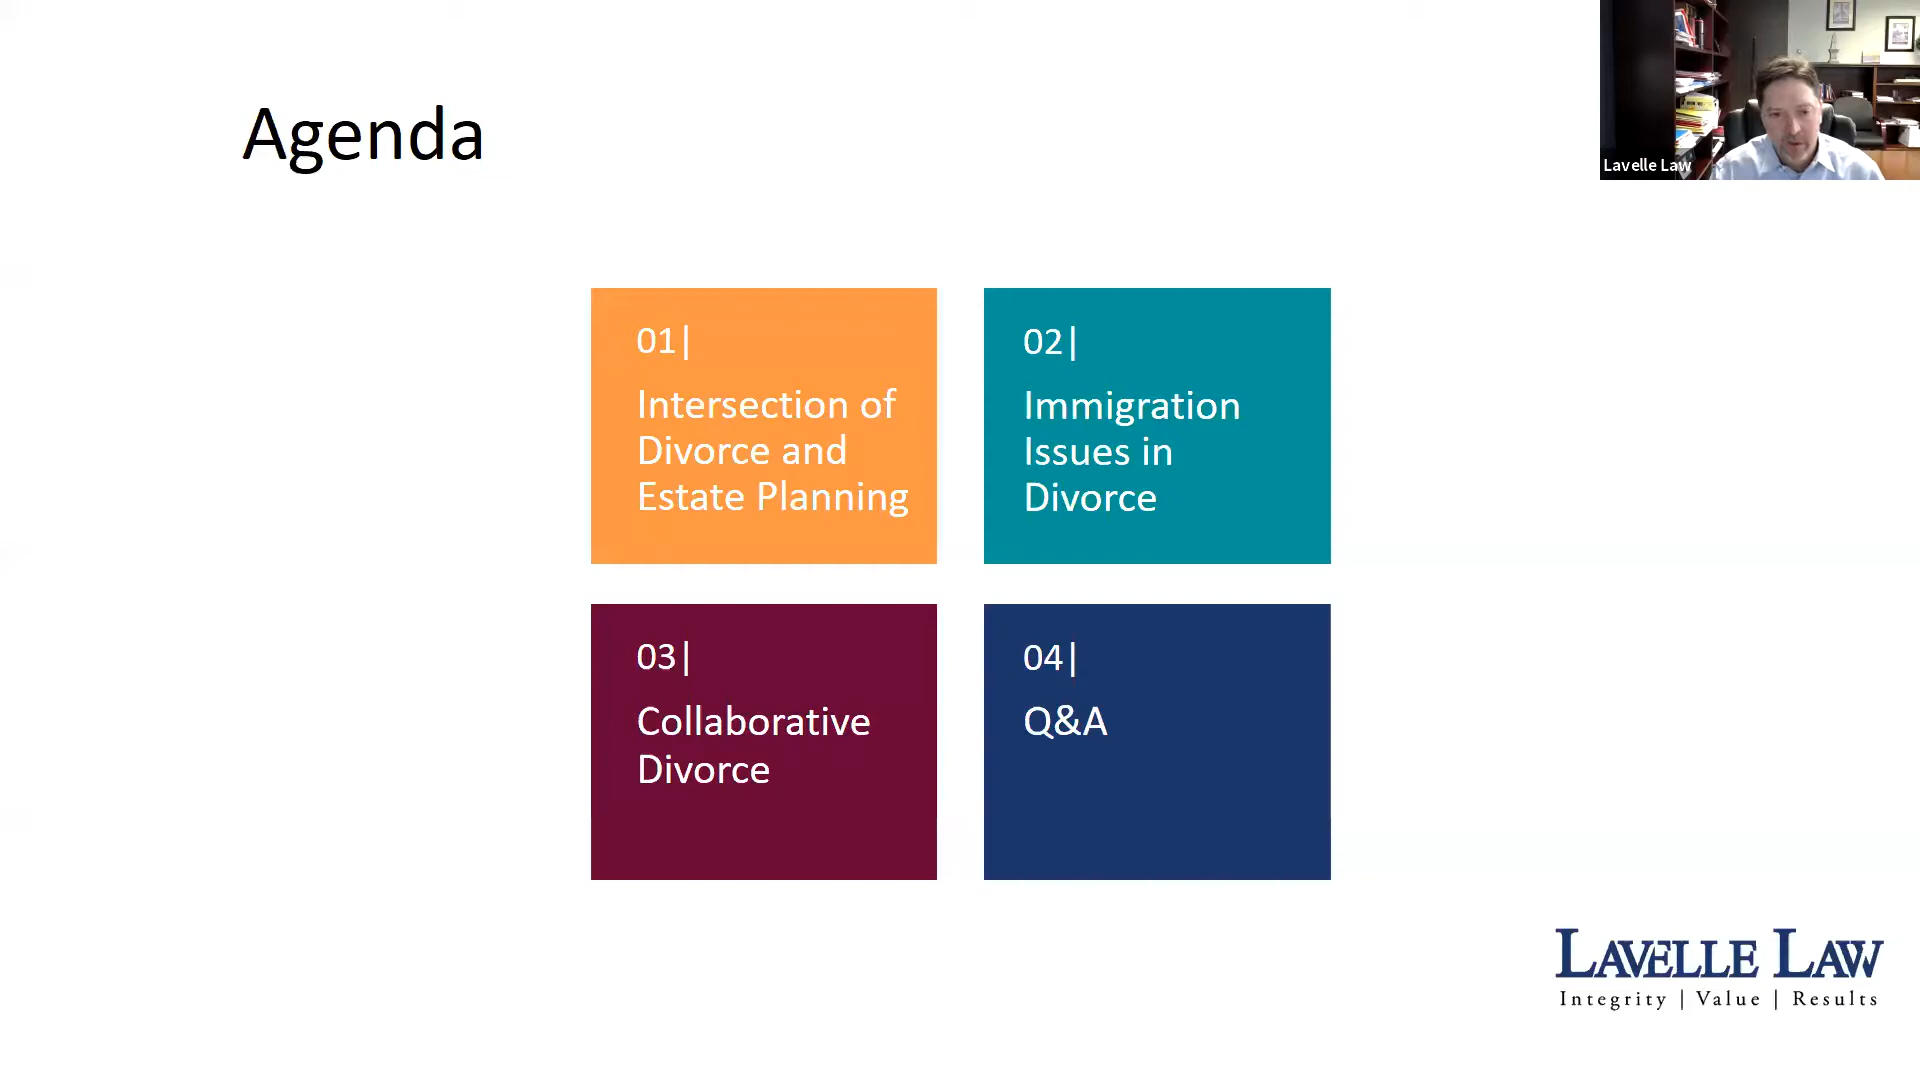 Agenda
Lavelle Law
01|
Intersection of
Divorce and
Estate Planning
02|
Immigration
Issues in
Divorce
03|
Collaborative
Divorce
04|
Q&A
LAVELLE LAW
Integrity | Value | Results